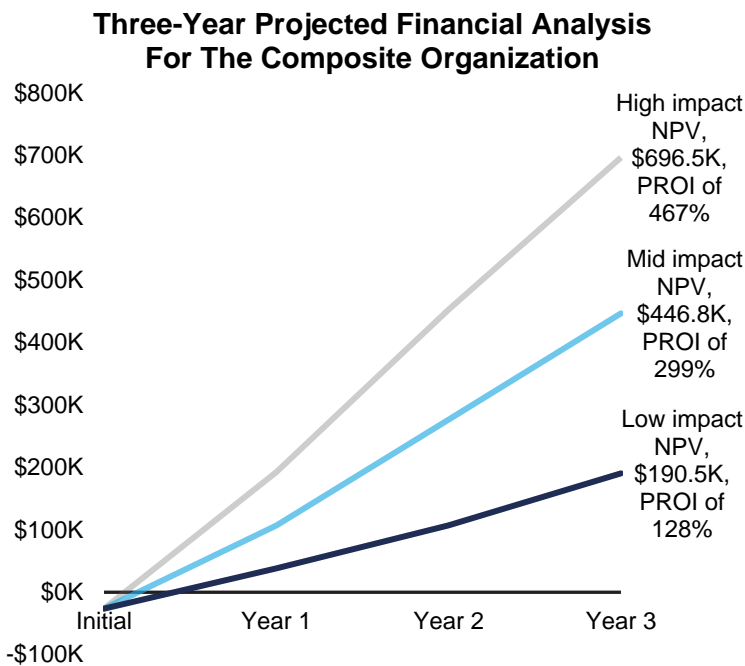 Three-Year Projected Financial Analysis
For The Composite Organization
$800K
$700K
$600K
$500K
$400K
$300K
$200K
$100K
$0K
-$100K
Initial
Year 1
Year 2
Year 3
High impact
NPV,
$696.5K,
PROI of
467%
Mid impact
NPV,
$446.8K,
PROI of
299%
Low impact
NPV,
$190.5K,
PROI of
128%